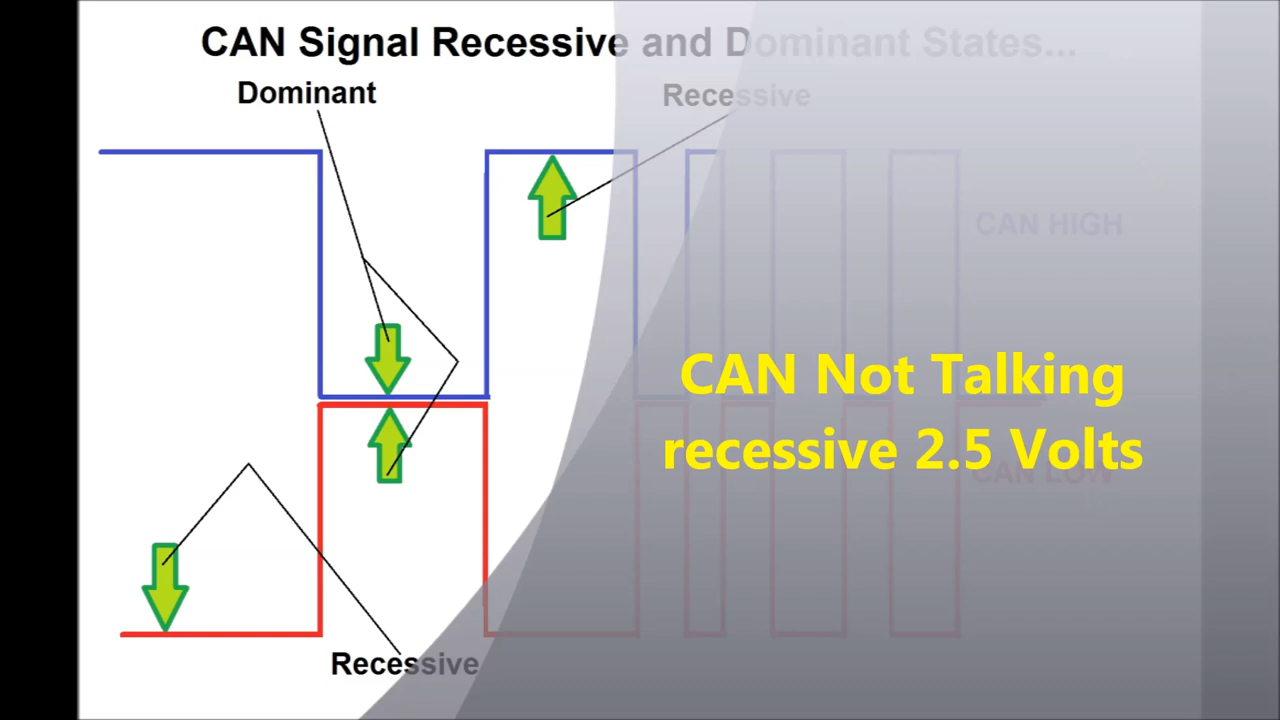 CAN Signal Recessive and Dominant States...
Dominant
Recessive
CAN HIGH
CAN Not Talking
recessive 2.5 Volts
CAN LOW
Recessive